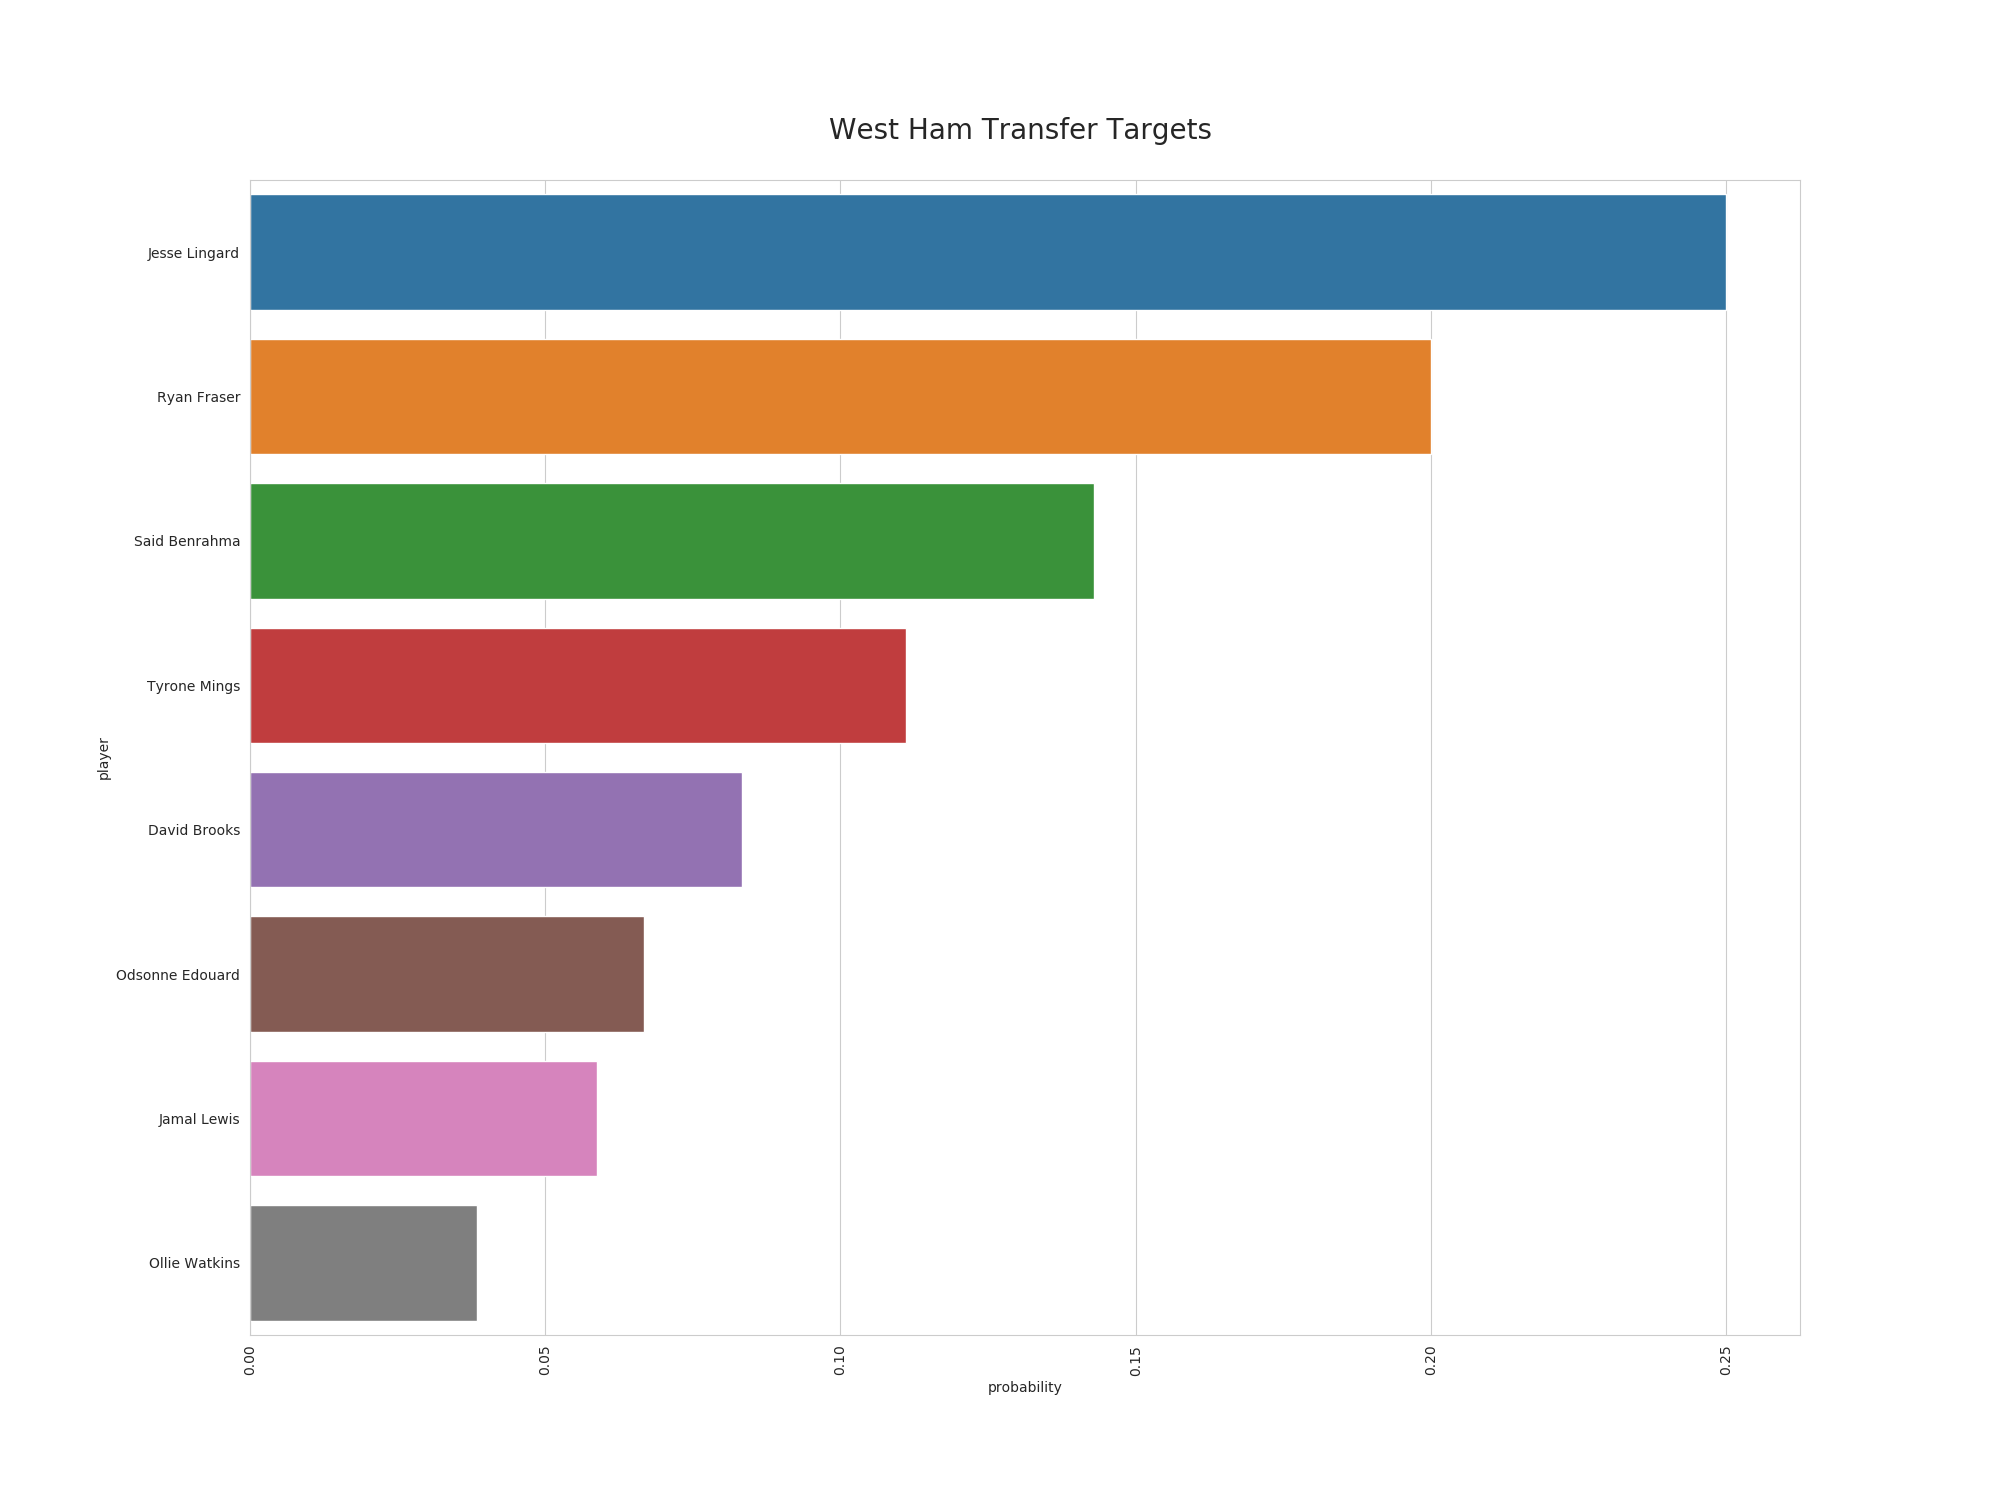 West Ham Transfer Targets
Jesse Lingard
Ryan Fraser
Said Benrahma
Tyrone Mings
David Brooks
Odsonne Edouard
Jamal Lewis
Ollie Watkins
player
0.00
0.05
0.10
0.15
0.20
0.25
probability